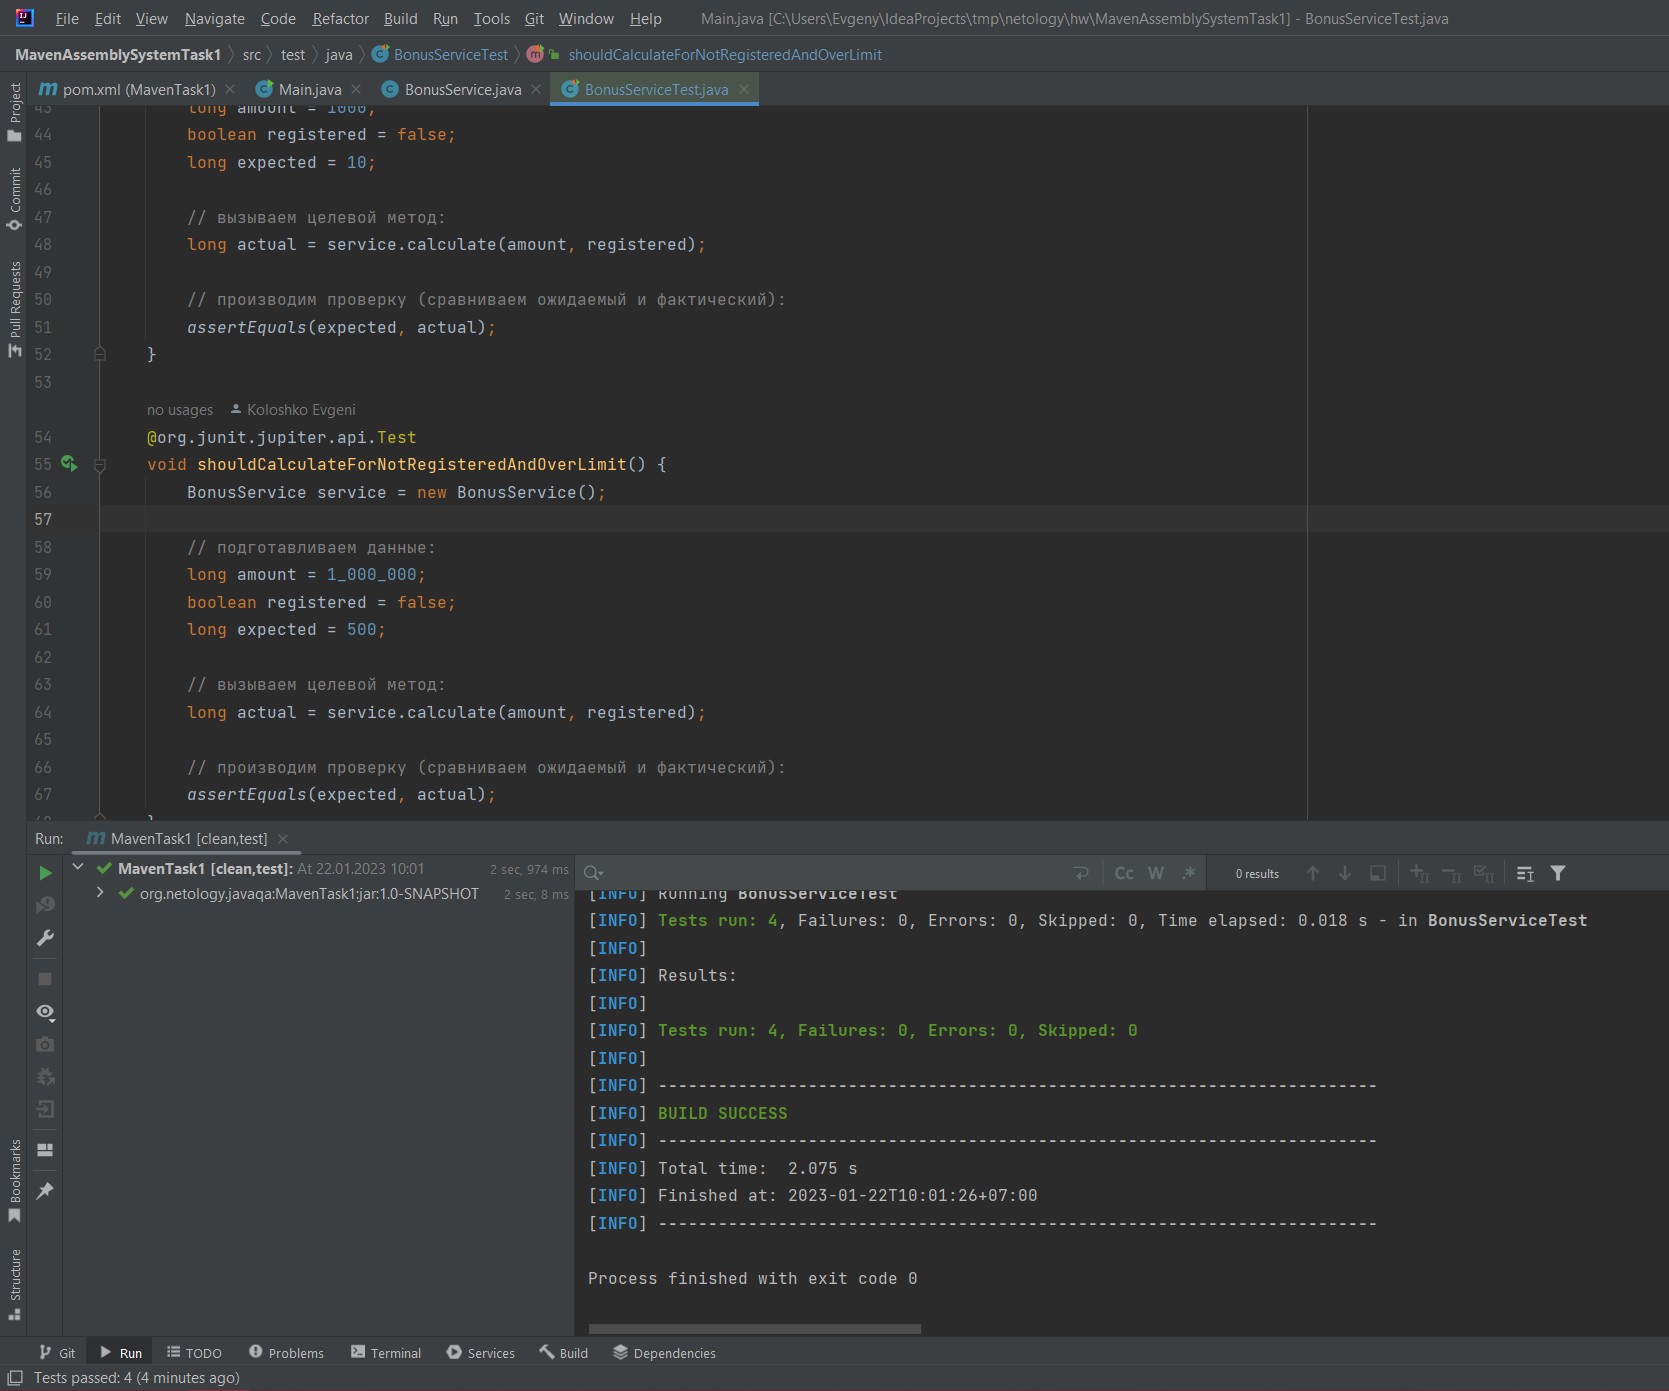 File Edit View Navigate Code Refactor Build Run Tools Git Window Help Main.java [C:\Users\Evgeny\IdeaProjects\tmp\netology\hw\MavenAssemblySystemTask1] - BonusServiceTest.java
MavenAssemblySystemTask1 src test java BonusServiceTest shouldCalculateForNotRegisteredAndOverLimit
pom.xml (MavenTask1) Main.java BonusService.java BonusServiceTest.java
Project
Commit
Pull Requests
43 long amount = 1000;
44 boolean registered = false;
45 long expected = 10;
46
47 // вызываем целевой метод:
48 long actual = service.calculate(amount, registered);
49
50 // производим проверку (сравниваем ожидаемый и фактический):
51 assertEquals(expected, actual);
52 }
53
no usages Koloshko Evgeni
54 @org.junit.jupiter.api.Test
55 void shouldCalculateForNotRegisteredAndOverLimit() {
56 BonusService service = new BonusService();
57
58 // подготавливаем данные:
59 long amount = 1_000_000;
60 boolean registered = false;
61 long expected = 500;
62
63 // вызываем целевой метод:
64 long actual = service.calculate(amount, registered);
65
66 // производим проверку (сравниваем ожидаемый и фактический):
67 assertEquals(expected, actual);
68 }
Run: MavenTask1 [clean,test]
MavenTask1 [clean,test]: At 22.01.2023 10:01 2 sec, 974 ms
org.netology.javaqa:MavenTask1:jar:1.0-SNAPSHOT 2 sec, 8 ms
Cc W .* 0 results
[INFO] Running BonusServiceTest
[INFO] Tests run: 4, Failures: 0, Errors: 0, Skipped: 0, Time elapsed: 0.018 s - in BonusServiceTest
[INFO]
[INFO] Results:
[INFO]
[INFO] Tests run: 4, Failures: 0, Errors: 0, Skipped: 0
[INFO]
[INFO] ------------------------------------------------------------------------
[INFO] BUILD SUCCESS
[INFO] ------------------------------------------------------------------------
[INFO] Total time:  2.075 s
[INFO] Finished at: 2023-01-22T10:01:26+07:00
[INFO] ------------------------------------------------------------------------
Process finished with exit code 0
Bookmarks
Structure
Git Run TODO Problems Terminal Services Build Dependencies
Tests passed: 4 (4 minutes ago)